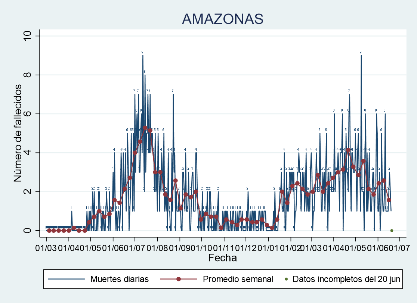 AMAZONAS
Número de fallecidos
10
8
6
4
2
0
01/03 01/04 01/05 01/06 01/07 01/08 01/09 01/10 01/11 01/12 01/01 01/02 01/03 01/04 01/05 01/06 01/07
Fecha
Muertes diarias Promedio semanal Datos incompletos del 20 jun